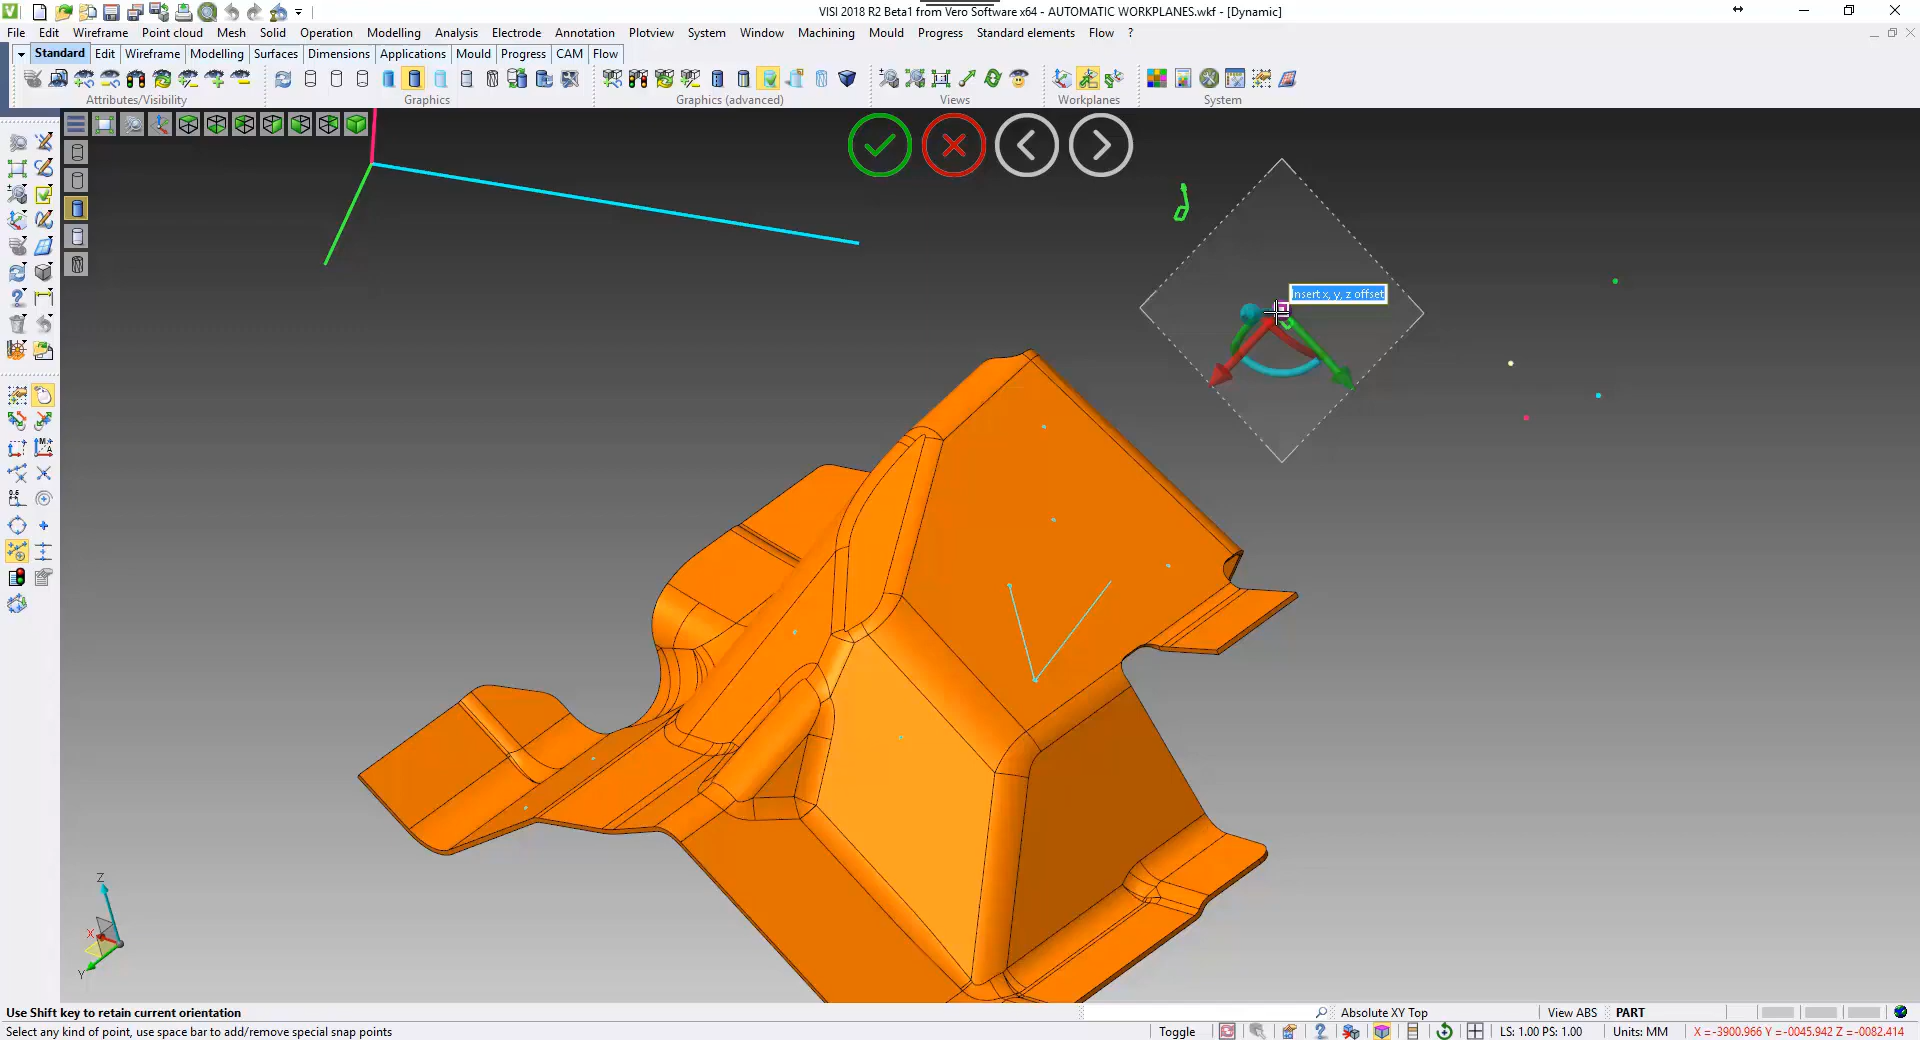 VISI 2018 R2 Beta1 from Vero Software x64 - AUTOMATIC WORKPLANES.wkf - [Dynamic]
File Edit Wireframe Point cloud Mesh Solid Operation Modelling Analysis Electrode Annotation Plotview System Window Machining Mould Progress Standard elements Flow ?
Standard Edit Wireframe Modelling Surfaces Dimensions Applications Mould Progress CAM Flow
Attributes/Visibility Graphics Graphics (advanced) Views Workplanes System
Insert x, y, z offset
Z
X
Y
Use Shift key to retain current orientation
Absolute XY Top View ABS PART
Select any kind of point, use space bar to add/remove special snap points
Toggle LS: 1.00 PS: 1.00 Units: MM X =-3900.966 Y =-0045.942 Z =-0082.414